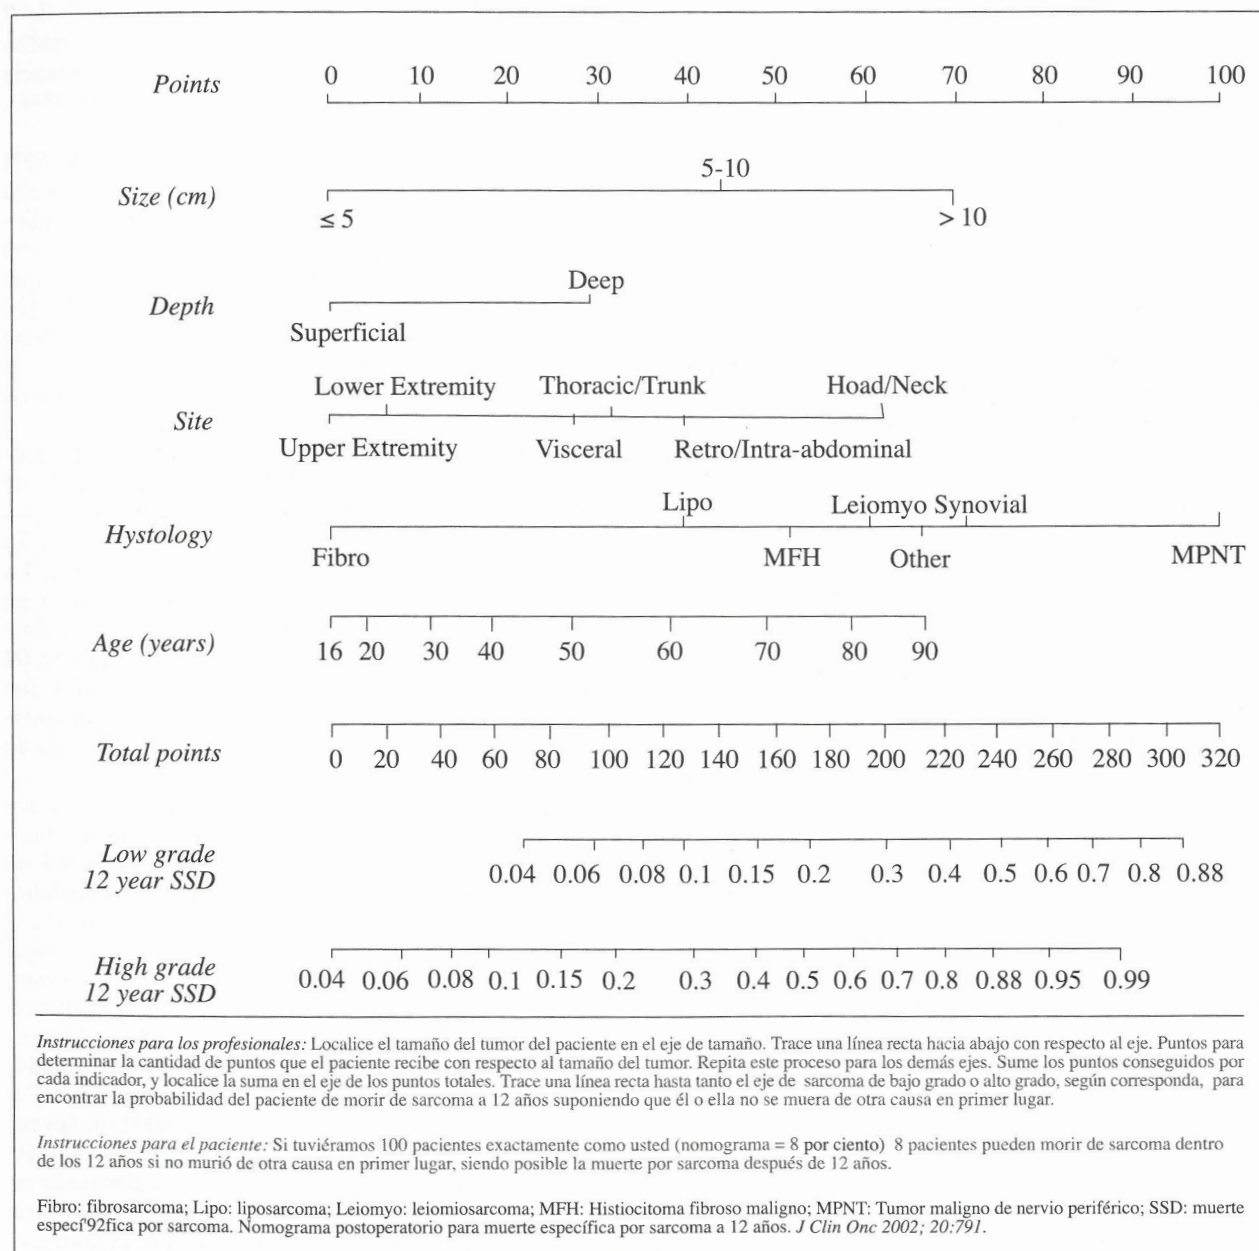 Points 0 10 20 30 40 50 60 70 80 90 100
5-10
Size (cm)
≤ 5 > 10
Deep
Depth
Superficial
Lower Extremity Thoracic/Trunk Hoad/Neck
Site
Upper Extremity Visceral Retro/Intra-abdominal
Lipo Leiomyo Synovial
Hystology
Fibro MFH Other MPNT
Age (years)
16 20 30 40 50 60 70 80 90
Total points
0 20 40 60 80 100 120 140 160 180 200 220 240 260 280 300 320
Low grade
12 year SSD
0.04 0.06 0.08 0.1 0.15 0.2 0.3 0.4 0.5 0.6 0.7 0.8 0.88
High grade
12 year SSD
0.04 0.06 0.08 0.1 0.15 0.2 0.3 0.4 0.5 0.6 0.7 0.8 0.88 0.95 0.99
Instrucciones para los profesionales: Localice el tamaño del tumor del paciente en el eje de tamaño. Trace una línea recta hacia abajo con respecto al eje. Puntos para
determinar la cantidad de puntos que el paciente recibe con respecto al tamaño del tumor. Repita este proceso para los demás ejes. Sume los puntos conseguidos por
cada indicador, y localice la suma en el eje de los puntos totales. Trace una línea recta hasta tanto el eje de sarcoma de bajo grado o alto grado, según corresponda, para
encontrar la probabilidad del paciente de morir de sarcoma a 12 años suponiendo que él o ella no se muera de otra causa en primer lugar.
Instrucciones para el paciente: Si tuviéramos 100 pacientes exactamente como usted (nomograma = 8 por ciento) 8 pacientes pueden morir de sarcoma dentro
de los 12 años si no murió de otra causa en primer lugar, siendo posible la muerte por sarcoma después de 12 años.
Fibro: fibrosarcoma; Lipo: liposarcoma; Leiomyo: leiomiosarcoma; MFH: Histiocitoma fibroso maligno; MPNT: Tumor maligno de nervio periférico; SSD: muerte
especf'92fica por sarcoma. Nomograma postoperatorio para muerte específica por sarcoma a 12 años. J Clin Onc 2002; 20:791.